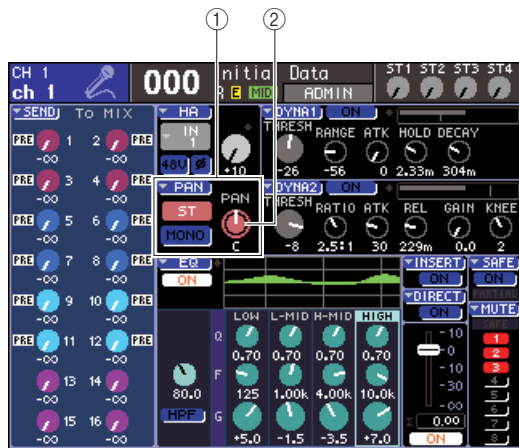 ① ②
CH 1
ch 1
000
nitia Data
R E MID
ADMIN
ST1 ST2 ST3 ST4
SEND To MIX
PRE 1 2 PRE
-∞ -∞
PRE 3 4 PRE
-∞ -∞
PRE 5 6 PRE
-∞ -∞
PRE 7 8 PRE
-∞ -∞
PRE 9 10 PRE
-∞ -∞
PRE 11 12 PRE
-∞ -∞
13 14
-∞ -∞
15 16
-∞ -∞
HA
IN
1
48V Ø
+10
DYNA1 ON
THRESH RANGE ATK HOLD DECAY
-26 -56 0 2.33m 304m
PAN
PAN
ST
MONO
C
DYNA2 ON
THRESH RATIO ATK REL GAIN KNEE
-8 2.5:1 30 229m 0.0 2
EQ
ON
LOW L-MID H-MID HIGH
Q
0.70 0.70 0.70 0.70
F
80.0
125 1.00k 4.00k 10.0k
HPF
G
+5.0 -1.5 -3.5 +7.0
INSERT
ON
DIRECT
ON
10
0
-10
-30
-∞
Σ 0.00
ON
SAFE
ON
PARTIAL
MUTE
SAFE
1
2
3
4
5
6
7
8